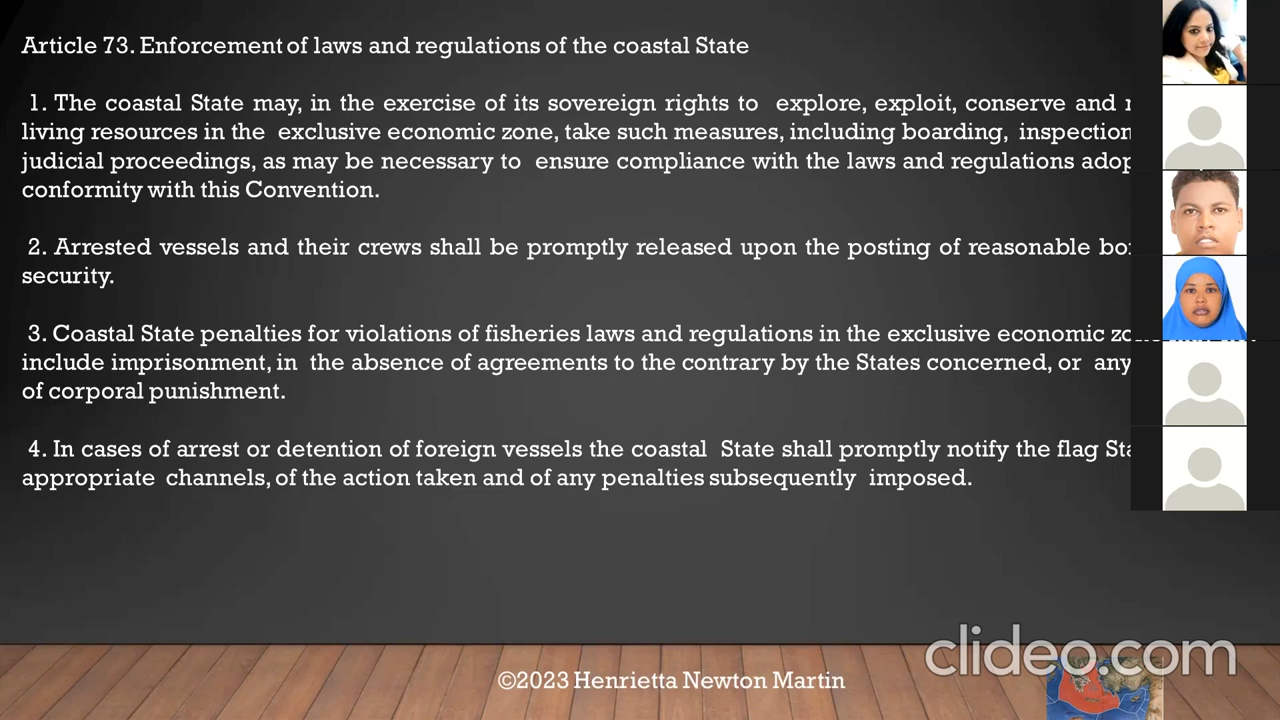 Article 73. Enforcement of laws and regulations of the coastal State
1. The coastal State may, in the exercise of its sovereign rights to explore, exploit, conserve and
living resources in the exclusive economic zone, take such measures, including boarding, inspection
judicial proceedings, as may be necessary to ensure compliance with the laws and regulations
conformity with this Convention.
2. Arrested vessels and their crews shall be promptly released upon the posting of reasonable
security.
3. Coastal State penalties for violations of fisheries laws and regulations in the exclusive economic
include imprisonment, in the absence of agreements to the contrary by the States concerned, or any
of corporal punishment.
4. In cases of arrest or detention of foreign vessels the coastal State shall promptly notify the flag
appropriate channels, of the action taken and of any penalties subsequently imposed.
clideo.com
©2023 Henrietta Newton Martin